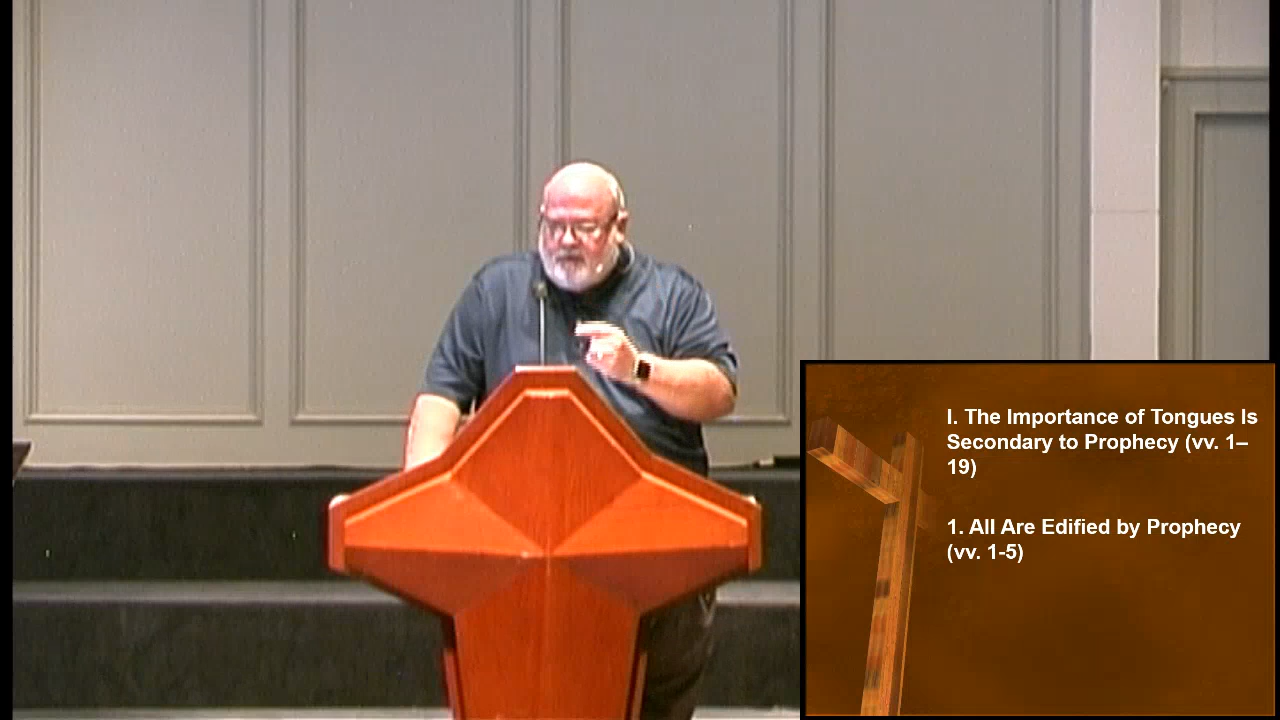 I. The Importance of Tongues Is
Secondary to Prophecy (vv. 1–
19)
1. All Are Edified by Prophecy
(vv. 1-5)